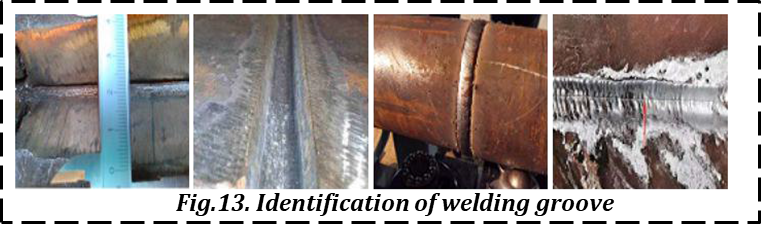 Fig.13. Identification of welding groove